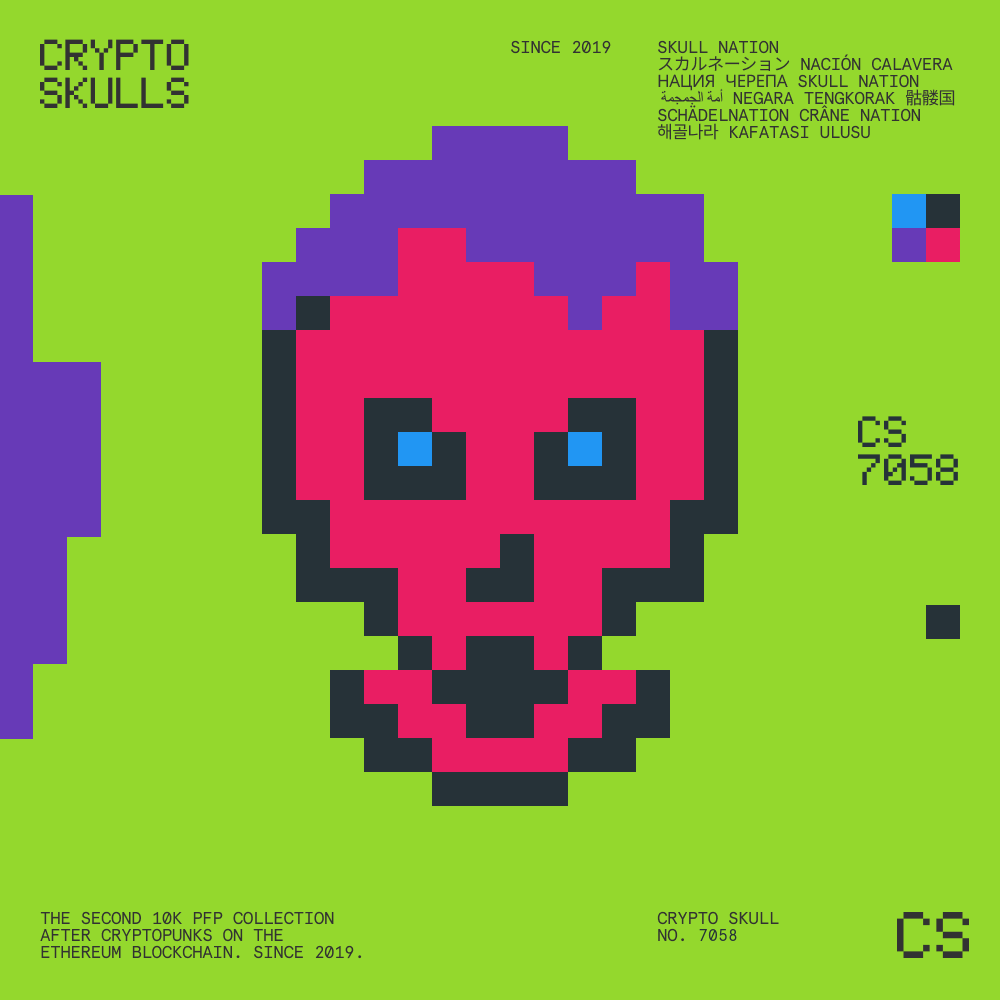 CRYPTO
SKULLS
SINCE 2019
SKULL NATION
スカルネーション NACIÓN CALAVERA
НАЦИЯ ЧЕРЕПА SKULL NATION
أمة الجمجمة NEGARA TENGKORAK 骷髅国
SCHÄDELNATION CRÂNE NATION
해골나라 KAFATASI ULUSU
CS
7058
THE SECOND 10K PFP COLLECTION
AFTER CRYPTOPUNKS ON THE
ETHEREUM BLOCKCHAIN. SINCE 2019.
CRYPTO SKULL
NO. 7058
CS